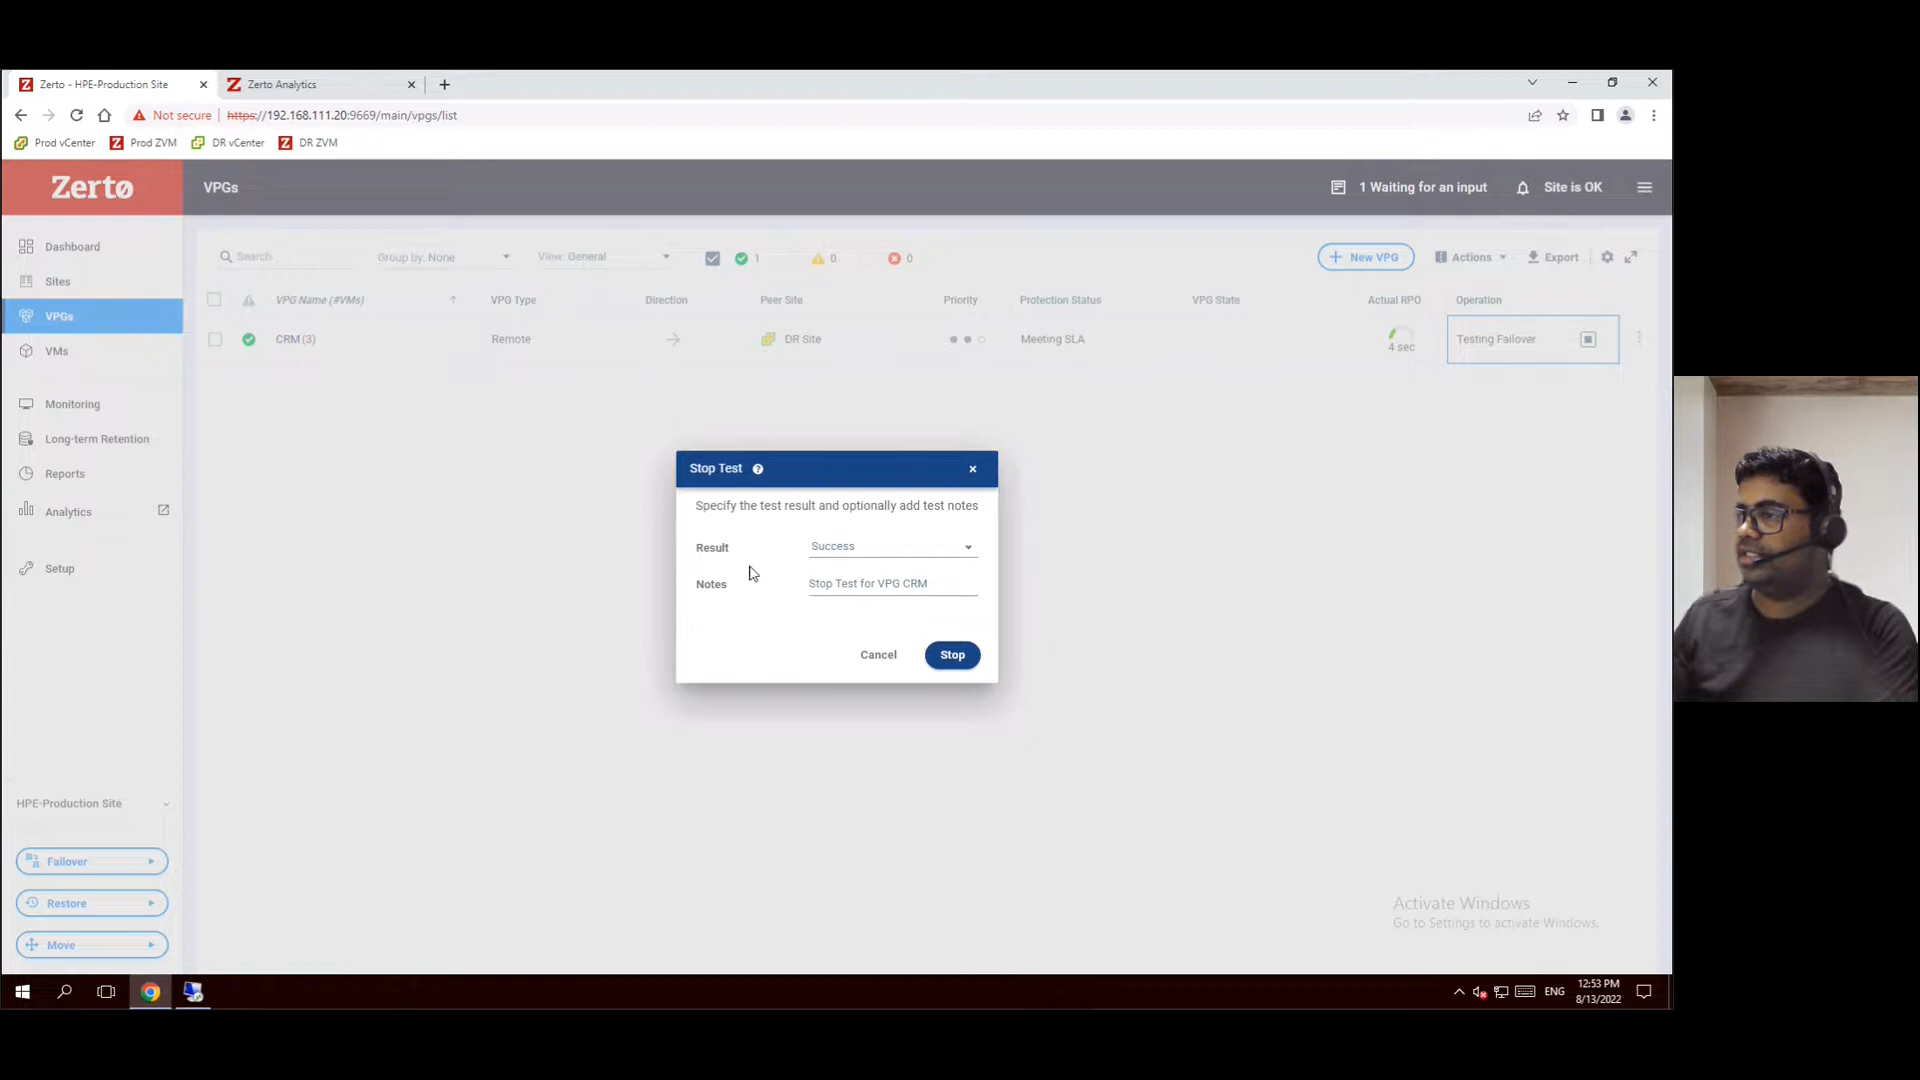 Zerto - HPE-Production Site
Zerto Analytics
Not secure https://192.168.111.20:9669/main/vpgs/list
Prod vCenter Prod ZVM DR vCenter DR ZVM
Zerto
VPGs
1 Waiting for an input
Site is OK
Dashboard
Sites
VPGs
VMs
Monitoring
Long-term Retention
Reports
Analytics
Setup
HPE-Production Site
Failover
Restore
Move
Search Group by: None View: General 1 0 0 New VPG Actions Export
VPG Name (#VMs) VPG Type Direction Peer Site Priority Protection Status VPG State Actual RPO Operation
CRM (3) Remote DR Site Meeting SLA 4 sec Testing Failover
Stop Test
Specify the test result and optionally add test notes
Result Success
Notes Stop Test for VPG CRM
Cancel Stop
Activate Windows
Go to Settings to activate Windows.
ENG
12:53 PM
8/13/2022